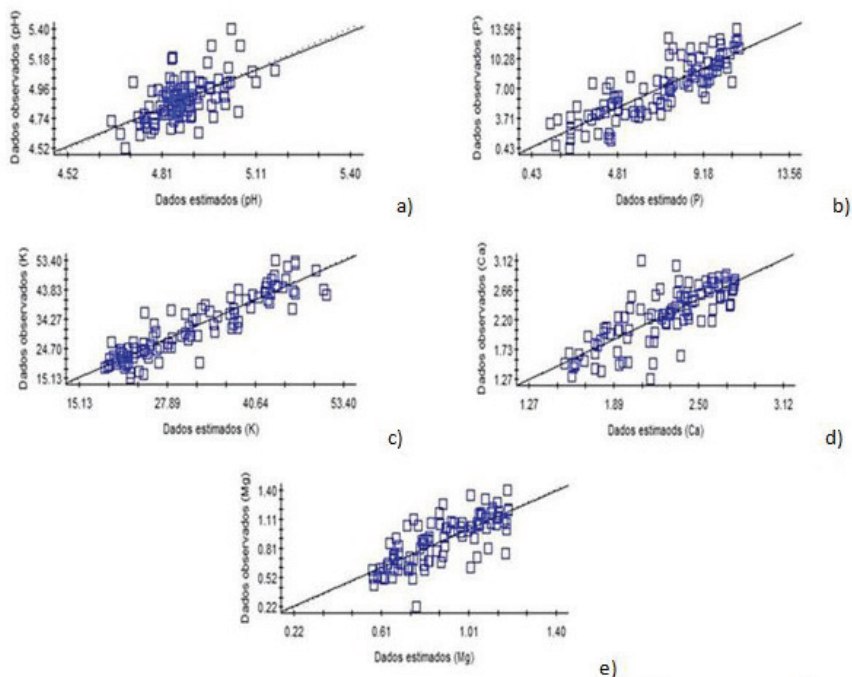 Dados observados (pH)
5.40
5.18
4.96
4.74
4.52
4.52 4.81 5.11 5.40
Dados estimados (pH)
a)
Dados observados (P)
13.56
10.28
7.00
3.71
0.43
0.43 4.81 9.18 13.56
Dados estimado (P)
b)
Dados observados (K)
53.40
43.83
34.27
24.70
15.13
15.13 27.89 40.64 53.40
Dados estimados (K)
c)
Dados observados (Ca)
3.12
2.66
2.20
1.73
1.27
1.27 1.89 2.50 3.12
Dados estimaods (Ca)
d)
Dados observados (Mg)
1.40
1.11
0.81
0.52
0.22
0.22 0.61 1.01 1.40
Dados estimados (Mg)
e)